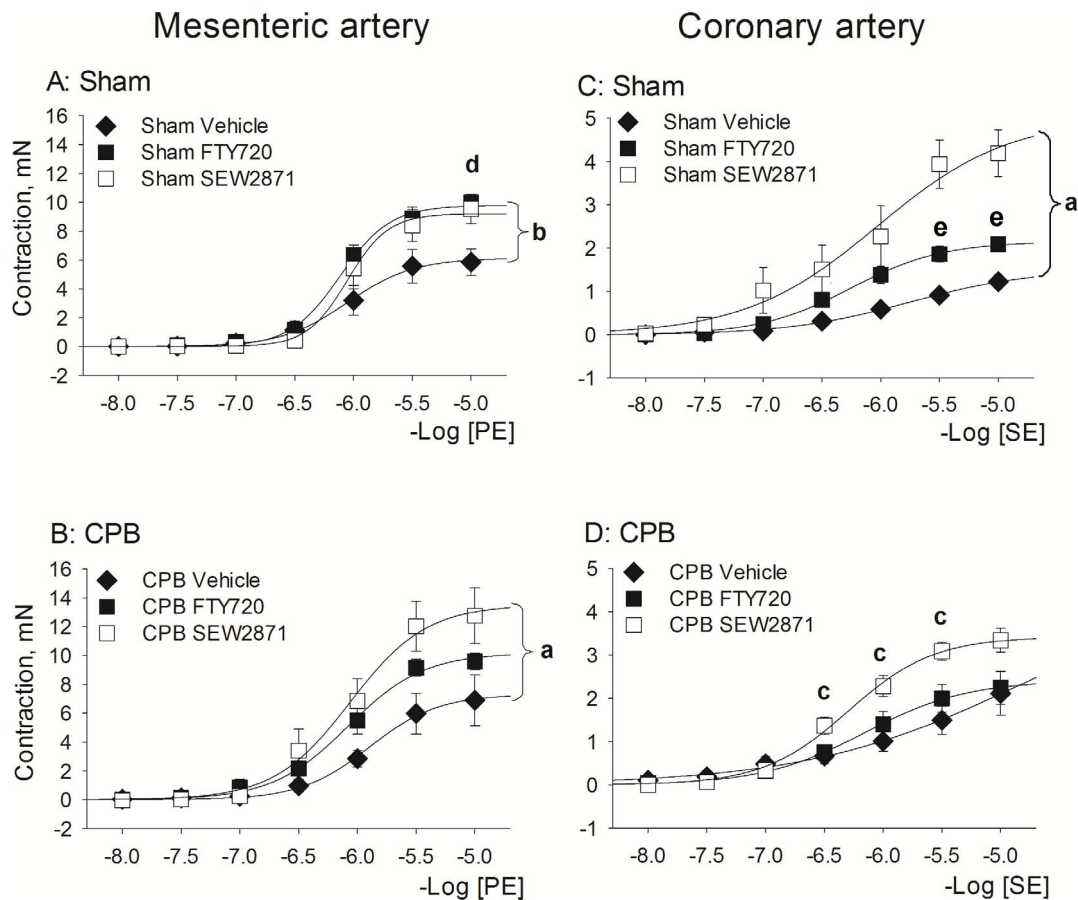 Mesenteric artery
Coronary artery
A: Sham
16
14
12
10
8
6
4
2
0
-2
Contraction, mN
Sham Vehicle
Sham FTY720
Sham SEW2871
d
b
-8.0 -7.5 -7.0 -6.5 -6.0 -5.5 -5.0
-Log [PE]
C: Sham
5
4
3
2
1
0
-1
Sham Vehicle
Sham FTY720
Sham SEW2871
e e
a
-8.0 -7.5 -7.0 -6.5 -6.0 -5.5 -5.0
-Log [SE]
B: CPB
16
14
12
10
8
6
4
2
0
-2
Contraction, mN
CPB Vehicle
CPB FTY720
CPB SEW2871
a
-8.0 -7.5 -7.0 -6.5 -6.0 -5.5 -5.0
-Log [PE]
D: CPB
5
4
3
2
1
0
-1
CPB Vehicle
CPB FTY720
CPB SEW2871
c c c
-8.0 -7.5 -7.0 -6.5 -6.0 -5.5 -5.0
-Log [SE]